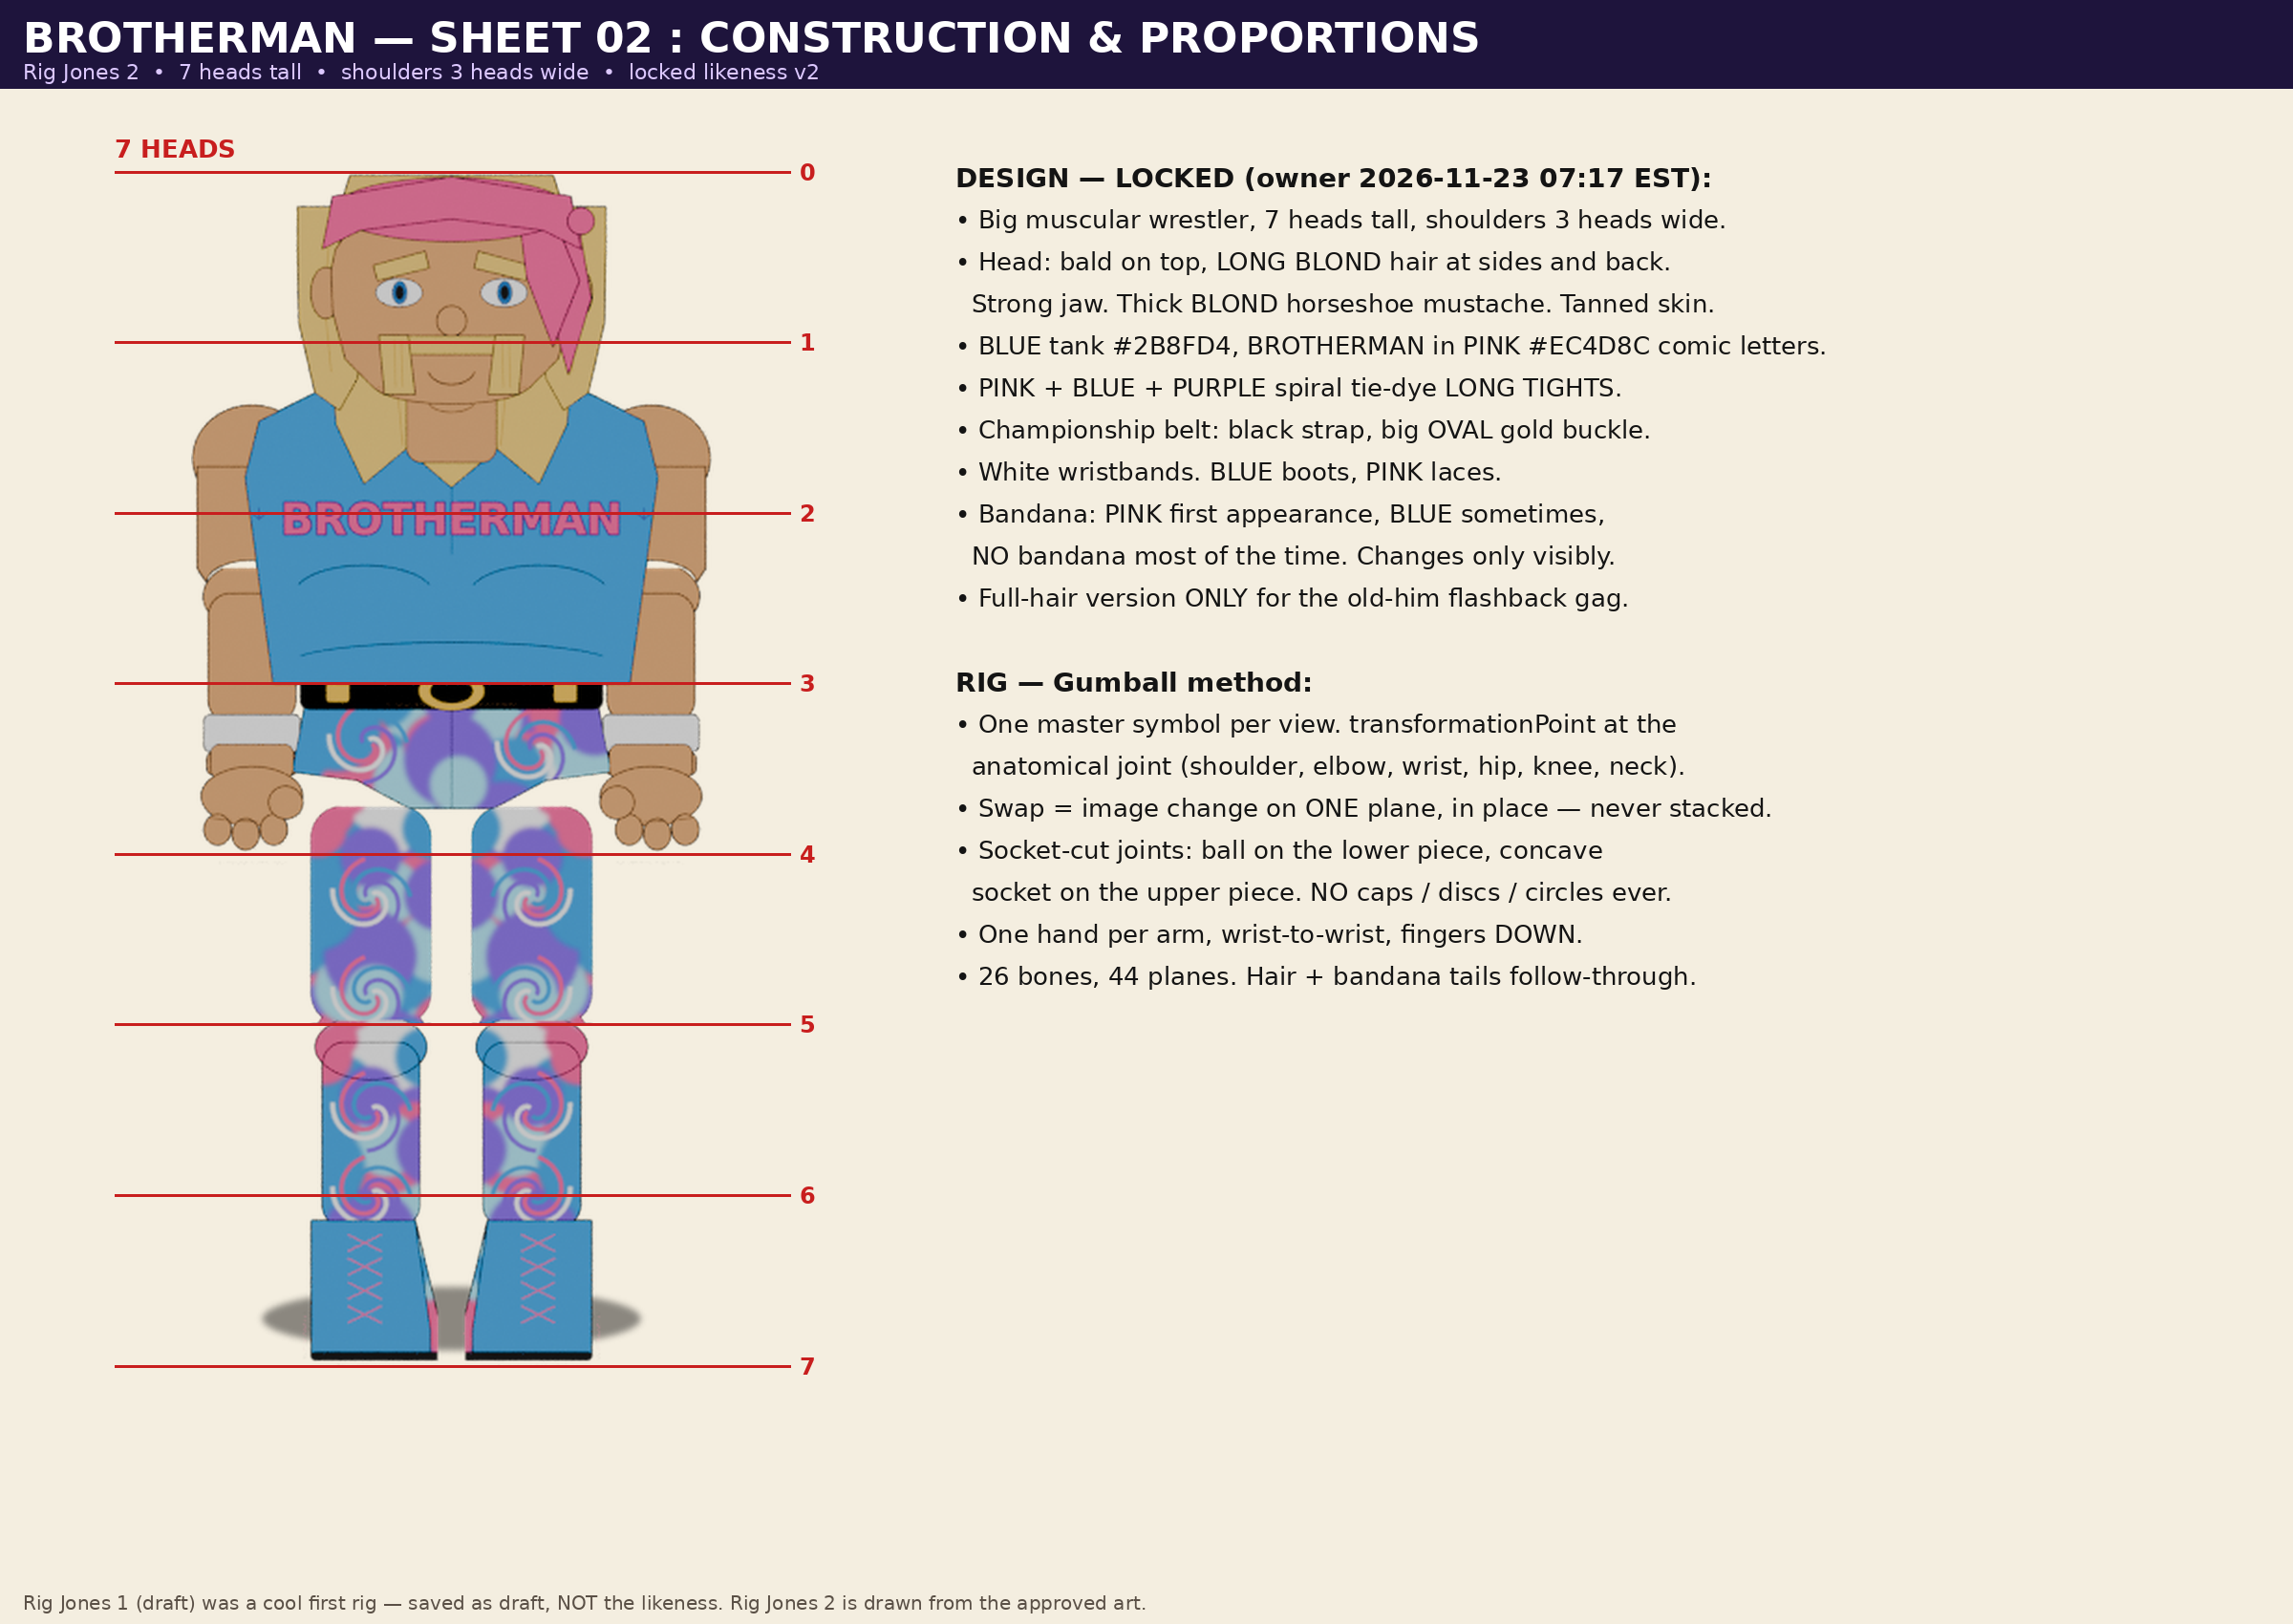 BROTHERMAN — SHEET 02 : CONSTRUCTION & PROPORTIONS
Rig Jones 2 • 7 heads tall • shoulders 3 heads wide • locked likeness v2
7 HEADS
0
1
2
3
4
5
6
7
BROTHERMAN
DESIGN — LOCKED (owner 2026-11-23 07:17 EST):
• Big muscular wrestler, 7 heads tall, shoulders 3 heads wide.
• Head: bald on top, LONG BLOND hair at sides and back.
Strong jaw. Thick BLOND horseshoe mustache. Tanned skin.
• BLUE tank #2B8FD4, BROTHERMAN in PINK #EC4D8C comic letters.
• PINK + BLUE + PURPLE spiral tie-dye LONG TIGHTS.
• Championship belt: black strap, big OVAL gold buckle.
• White wristbands. BLUE boots, PINK laces.
• Bandana: PINK first appearance, BLUE sometimes,
NO bandana most of the time. Changes only visibly.
• Full-hair version ONLY for the old-him flashback gag.
RIG — Gumball method:
• One master symbol per view. transformationPoint at the
anatomical joint (shoulder, elbow, wrist, hip, knee, neck).
• Swap = image change on ONE plane, in place — never stacked.
• Socket-cut joints: ball on the lower piece, concave
socket on the upper piece. NO caps / discs / circles ever.
• One hand per arm, wrist-to-wrist, fingers DOWN.
• 26 bones, 44 planes. Hair + bandana tails follow-through.
Rig Jones 1 (draft) was a cool first rig — saved as draft, NOT the likeness. Rig Jones 2 is drawn from the approved art.